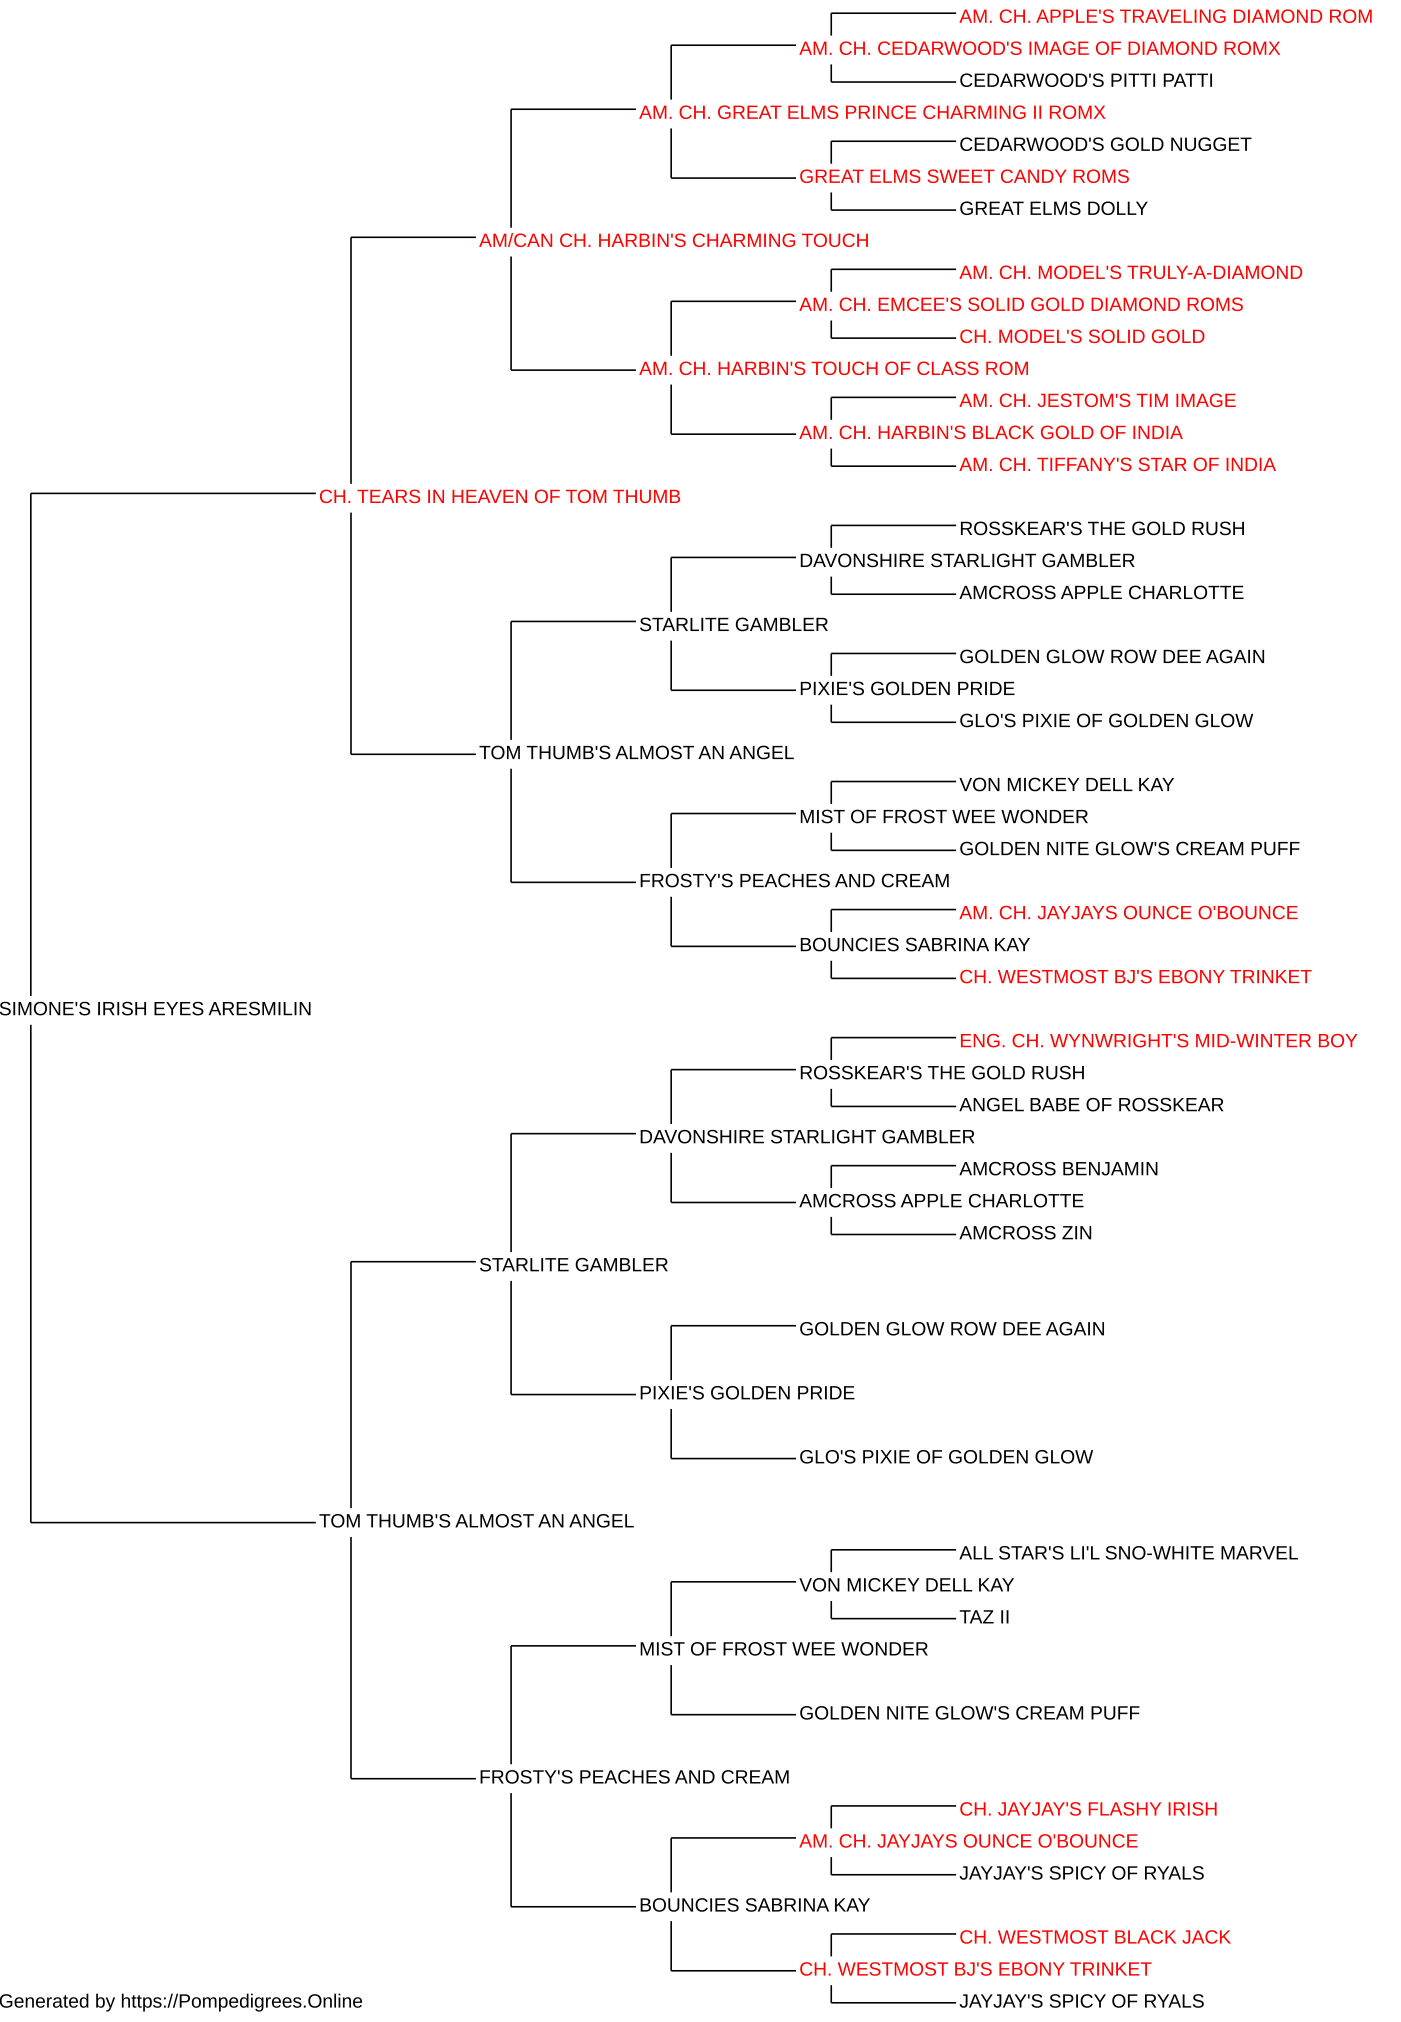 AM. CH. APPLE'S TRAVELING DIAMOND ROM
AM. CH. CEDARWOOD'S IMAGE OF DIAMOND ROMX
CEDARWOOD'S PITTI PATTI
AM. CH. GREAT ELMS PRINCE CHARMING II ROMX
CEDARWOOD'S GOLD NUGGET
GREAT ELMS SWEET CANDY ROMS
GREAT ELMS DOLLY
AM/CAN CH. HARBIN'S CHARMING TOUCH
AM. CH. MODEL'S TRULY-A-DIAMOND
AM. CH. EMCEE'S SOLID GOLD DIAMOND ROMS
CH. MODEL'S SOLID GOLD
AM. CH. HARBIN'S TOUCH OF CLASS ROM
AM. CH. JESTOM'S TIM IMAGE
AM. CH. HARBIN'S BLACK GOLD OF INDIA
AM. CH. TIFFANY'S STAR OF INDIA
CH. TEARS IN HEAVEN OF TOM THUMB
ROSSKEAR'S THE GOLD RUSH
DAVONSHIRE STARLIGHT GAMBLER
AMCROSS APPLE CHARLOTTE
STARLITE GAMBLER
GOLDEN GLOW ROW DEE AGAIN
PIXIE'S GOLDEN PRIDE
GLO'S PIXIE OF GOLDEN GLOW
TOM THUMB'S ALMOST AN ANGEL
VON MICKEY DELL KAY
MIST OF FROST WEE WONDER
GOLDEN NITE GLOW'S CREAM PUFF
FROSTY'S PEACHES AND CREAM
AM. CH. JAYJAYS OUNCE O'BOUNCE
BOUNCIES SABRINA KAY
CH. WESTMOST BJ'S EBONY TRINKET
SIMONE'S IRISH EYES ARESMILIN
ENG. CH. WYNWRIGHT'S MID-WINTER BOY
ROSSKEAR'S THE GOLD RUSH
ANGEL BABE OF ROSSKEAR
DAVONSHIRE STARLIGHT GAMBLER
AMCROSS BENJAMIN
AMCROSS APPLE CHARLOTTE
AMCROSS ZIN
STARLITE GAMBLER
GOLDEN GLOW ROW DEE AGAIN
PIXIE'S GOLDEN PRIDE
GLO'S PIXIE OF GOLDEN GLOW
TOM THUMB'S ALMOST AN ANGEL
ALL STAR'S LI'L SNO-WHITE MARVEL
VON MICKEY DELL KAY
TAZ II
MIST OF FROST WEE WONDER
GOLDEN NITE GLOW'S CREAM PUFF
FROSTY'S PEACHES AND CREAM
CH. JAYJAY'S FLASHY IRISH
AM. CH. JAYJAYS OUNCE O'BOUNCE
JAYJAY'S SPICY OF RYALS
BOUNCIES SABRINA KAY
CH. WESTMOST BLACK JACK
CH. WESTMOST BJ'S EBONY TRINKET
JAYJAY'S SPICY OF RYALS
Generated by https://Pompedigrees.Online